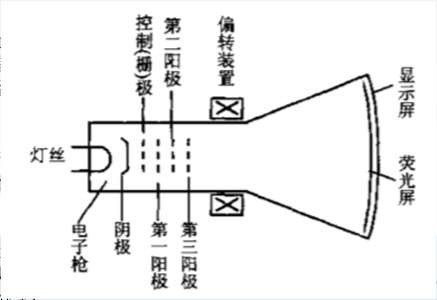 控制(栅)极
第二阳极
偏转装置
显示屏
灯丝
荧光屏
电子枪
阴极
第一阳极
第三阳极